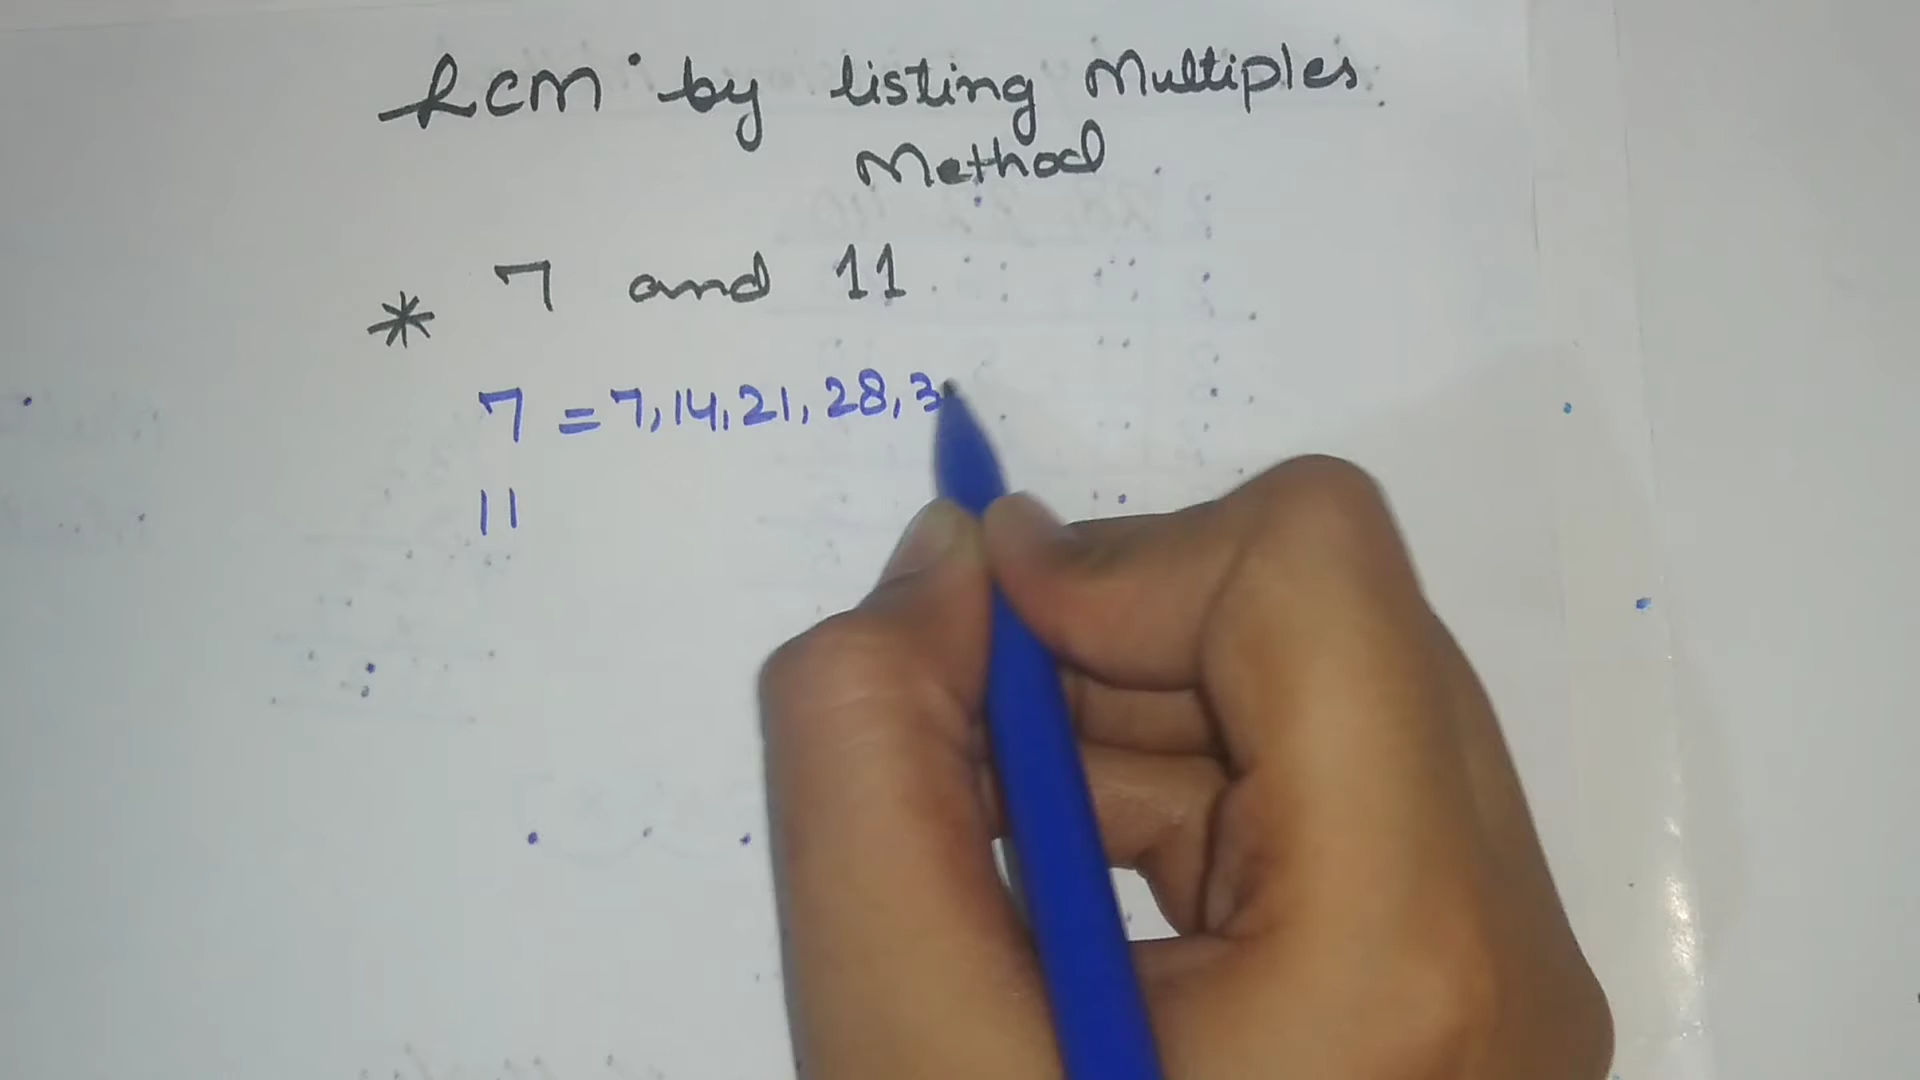 LCM by listing Multiples
Method
* 7 and 11
7 = 7, 14, 21, 28, 3
11